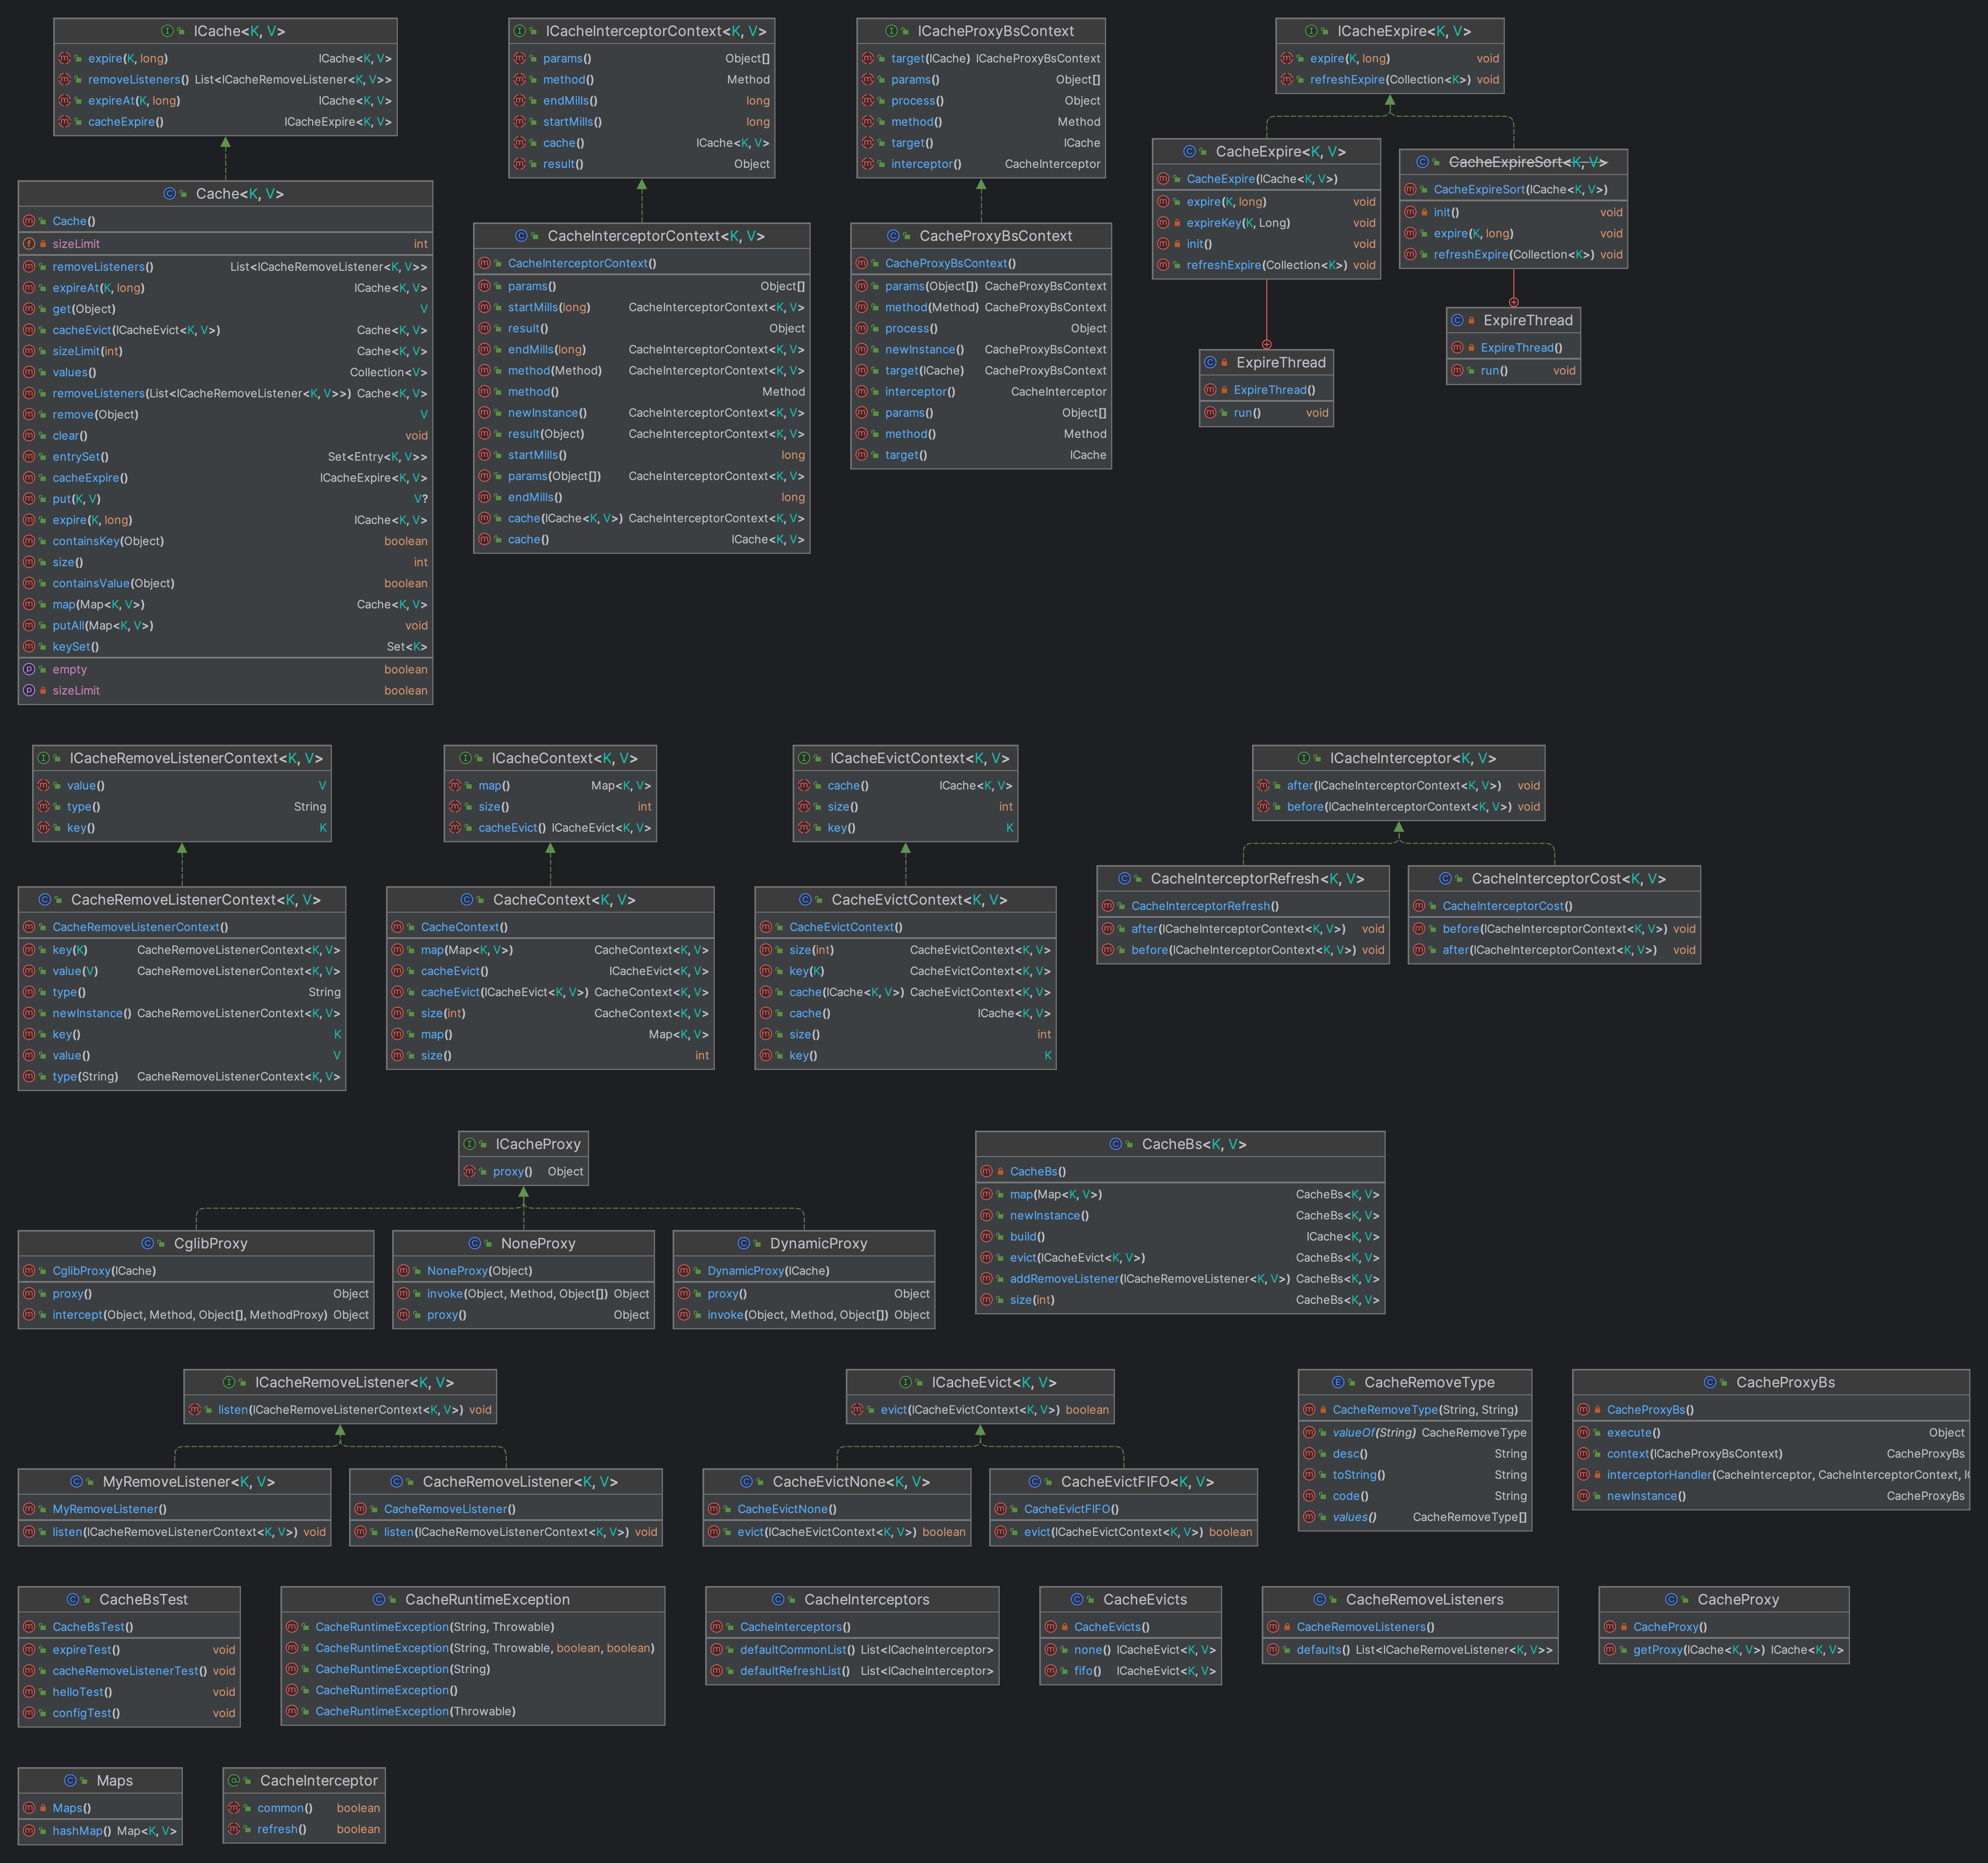 ICache<K, V>
expire(K, long) ICache<K, V>
removeListeners() List<ICacheRemoveListener<K, V>>
expireAt(K, long) ICache<K, V>
cacheExpire() ICacheExpire<K, V>
Cache<K, V>
Cache()
sizeLimit int
removeListeners() List<ICacheRemoveListener<K, V>>
expireAt(K, long) ICache<K, V>
get(Object) V
cacheEvict(ICacheEvict<K, V>) Cache<K, V>
sizeLimit(int) Cache<K, V>
values() Collection<V>
removeListeners(List<ICacheRemoveListener<K, V>>) Cache<K, V>
remove(Object) V
clear() void
entrySet() Set<Entry<K, V>>
cacheExpire() ICacheExpire<K, V>
put(K, V) V?
expire(K, long) ICache<K, V>
containsKey(Object) boolean
size() int
containsValue(Object) boolean
map(Map<K, V>) Cache<K, V>
putAll(Map<K, V>) void
keySet() Set<K>
empty boolean
sizeLimit boolean
ICacheInterceptorContext<K, V>
params() Object[]
method() Method
endMills() long
startMills() long
cache() ICache<K, V>
result() Object
CacheInterceptorContext<K, V>
CacheInterceptorContext()
params() Object[]
startMills(long) CacheInterceptorContext<K, V>
result() Object
endMills(long) CacheInterceptorContext<K, V>
method(Method) CacheInterceptorContext<K, V>
method() Method
newInstance() CacheInterceptorContext<K, V>
result(Object) CacheInterceptorContext<K, V>
startMills() long
params(Object[]) CacheInterceptorContext<K, V>
endMills() long
cache(ICache<K, V>) CacheInterceptorContext<K, V>
cache() ICache<K, V>
ICacheProxyBsContext
target(ICache) ICacheProxyBsContext
params() Object[]
process() Object
method() Method
target() ICache
interceptor() CacheInterceptor
CacheProxyBsContext
CacheProxyBsContext()
params(Object[]) CacheProxyBsContext
method(Method) CacheProxyBsContext
process() Object
newInstance() CacheProxyBsContext
target(ICache) CacheProxyBsContext
interceptor() CacheInterceptor
params() Object[]
method() Method
target() ICache
ICacheExpire<K, V>
expire(K, long) void
refreshExpire(Collection<K>) void
CacheExpire<K, V>
CacheExpire(ICache<K, V>)
expire(K, long) void
expireKey(K, Long) void
init() void
refreshExpire(Collection<K>) void
CacheExpireSort<K, V>
CacheExpireSort(ICache<K, V>)
init() void
expire(K, long) void
refreshExpire(Collection<K>) void
ExpireThread
ExpireThread()
run() void
ExpireThread
ExpireThread()
run() void
ICacheRemoveListenerContext<K, V>
value() V
type() String
key() K
CacheRemoveListenerContext<K, V>
CacheRemoveListenerContext()
key(K) CacheRemoveListenerContext<K, V>
value(V) CacheRemoveListenerContext<K, V>
type() String
newInstance() CacheRemoveListenerContext<K, V>
key() K
value() V
type(String) CacheRemoveListenerContext<K, V>
ICacheContext<K, V>
map() Map<K, V>
size() int
cacheEvict() ICacheEvict<K, V>
CacheContext<K, V>
CacheContext()
map(Map<K, V>) CacheContext<K, V>
cacheEvict() ICacheEvict<K, V>
cacheEvict(ICacheEvict<K, V>) CacheContext<K, V>
size(int) CacheContext<K, V>
map() Map<K, V>
size() int
ICacheEvictContext<K, V>
cache() ICache<K, V>
size() int
key() K
CacheEvictContext<K, V>
CacheEvictContext()
size(int) CacheEvictContext<K, V>
key(K) CacheEvictContext<K, V>
cache(ICache<K, V>) CacheEvictContext<K, V>
cache() ICache<K, V>
size() int
key() K
ICacheInterceptor<K, V>
after(ICacheInterceptorContext<K, V>) void
before(ICacheInterceptorContext<K, V>) void
CacheInterceptorRefresh<K, V>
CacheInterceptorRefresh()
after(ICacheInterceptorContext<K, V>) void
before(ICacheInterceptorContext<K, V>) void
CacheInterceptorCost<K, V>
CacheInterceptorCost()
before(ICacheInterceptorContext<K, V>) void
after(ICacheInterceptorContext<K, V>) void
ICacheProxy
proxy() Object
CglibProxy
CglibProxy(ICache)
proxy() Object
intercept(Object, Method, Object[], MethodProxy) Object
NoneProxy
NoneProxy(Object)
invoke(Object, Method, Object[]) Object
proxy() Object
DynamicProxy
DynamicProxy(ICache)
proxy() Object
invoke(Object, Method, Object[]) Object
CacheBs<K, V>
CacheBs()
map(Map<K, V>) CacheBs<K, V>
newInstance() CacheBs<K, V>
build() ICache<K, V>
evict(ICacheEvict<K, V>) CacheBs<K, V>
addRemoveListener(ICacheRemoveListener<K, V>) CacheBs<K, V>
size(int) CacheBs<K, V>
ICacheRemoveListener<K, V>
listen(ICacheRemoveListenerContext<K, V>) void
MyRemoveListener<K, V>
MyRemoveListener()
listen(ICacheRemoveListenerContext<K, V>) void
CacheRemoveListener<K, V>
CacheRemoveListener()
listen(ICacheRemoveListenerContext<K, V>) void
ICacheEvict<K, V>
evict(ICacheEvictContext<K, V>) boolean
CacheEvictNone<K, V>
CacheEvictNone()
evict(ICacheEvictContext<K, V>) boolean
CacheEvictFIFO<K, V>
CacheEvictFIFO()
evict(ICacheEvictContext<K, V>) boolean
CacheRemoveType
CacheRemoveType(String, String)
valueOf(String) CacheRemoveType
desc() String
toString() String
code() String
values() CacheRemoveType[]
CacheProxyBs
CacheProxyBs()
execute() Object
context(ICacheProxyBsContext) CacheProxyBs
interceptorHandler(CacheInterceptor, CacheInterceptorContext, IC
newInstance() CacheProxyBs
CacheBsTest
CacheBsTest()
expireTest() void
cacheRemoveListenerTest() void
helloTest() void
configTest() void
CacheRuntimeException
CacheRuntimeException(String, Throwable)
CacheRuntimeException(String, Throwable, boolean, boolean)
CacheRuntimeException(String)
CacheRuntimeException()
CacheRuntimeException(Throwable)
CacheInterceptors
CacheInterceptors()
defaultCommonList() List<ICacheInterceptor>
defaultRefreshList() List<ICacheInterceptor>
CacheEvicts
CacheEvicts()
none() ICacheEvict<K, V>
fifo() ICacheEvict<K, V>
CacheRemoveListeners
CacheRemoveListeners()
defaults() List<ICacheRemoveListener<K, V>>
CacheProxy
CacheProxy()
getProxy(ICache<K, V>) ICache<K, V>
Maps
Maps()
hashMap() Map<K, V>
CacheInterceptor
common() boolean
refresh() boolean